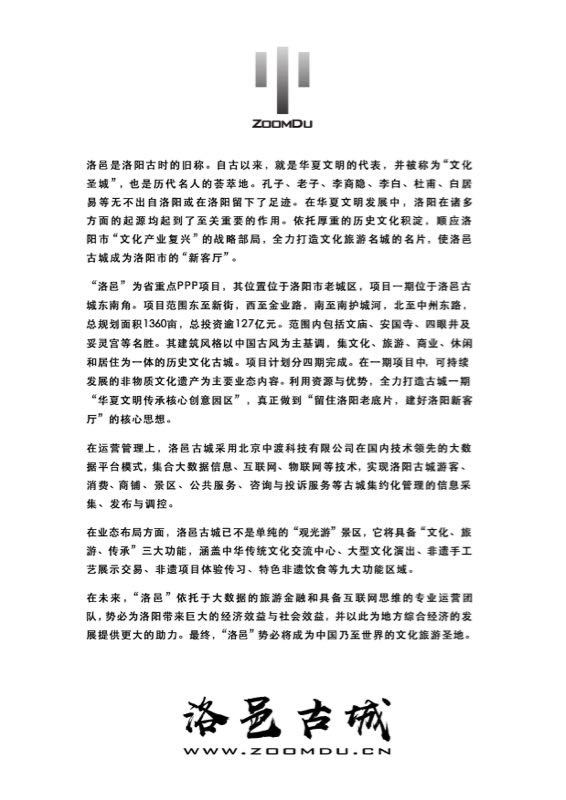 ZOOMDU
洛邑是洛阳古时的旧称。自古以来，就是华夏文明的代表，并被称为“文化
圣城”，也是历代名人的荟萃地。孔子、老子、李商隐、李白、杜甫、白居
易等无不出自洛阳或在洛阳留下了足迹。在华夏文明发展中，洛阳在诸多
方面的起源均起到了至关重要的作用。依托厚重的历史文化积淀，顺应洛
阳市“文化产业复兴”的战略部局，全力打造文化旅游名城的名片，使洛邑
古城成为洛阳市的“新客厅”。
“洛邑”为省重点PPP项目，其位置位于洛阳市老城区，项目一期位于洛邑古
城东南角。项目范围东至新街，西至金业路，南至南护城河，北至中州东路，
总规划面积1360亩，总投资逾127亿元。范围内包括文庙、安国寺、四眼井及
妥灵宫等名胜。其建筑风格以中国古风为主基调，集文化、旅游、商业、休闲
和居住为一体的历史文化古城。项目计划分四期完成。在一期项目中，可持续
发展的非物质文化遗产为主要业态内容。利用资源与优势，全力打造古城一期
“华夏文明传承核心创意园区”，真正做到“留住洛阳老底片，建好洛阳新客
厅”的核心思想。
在运营管理上，洛邑古城采用北京中渡科技有限公司在国内技术领先的大数
据平台模式，集合大数据信息、互联网、物联网等技术，实现洛阳古城游客、
消费、商铺、景区、公共服务、咨询与投诉服务等古城集约化管理的信息采
集、发布与调控。
在业态布局方面，洛邑古城已不是单纯的“观光游”景区，它将具备“文化、旅
游、传承”三大功能，涵盖中华传统文化交流中心、大型文化演出、非遗手工
艺展示交易、非遗项目体验传习、特色非遗饮食等九大功能区域。
在未来，“洛邑”依托于大数据的旅游金融和具备互联网思维的专业运营团
队，势必为洛阳带来巨大的经济效益与社会效益，并以此为地方综合经济的发
展提供更大的助力。最终，“洛邑”势必将成为中国乃至世界的文化旅游圣地。
洛邑古城
WWW.ZOOMDU.CN